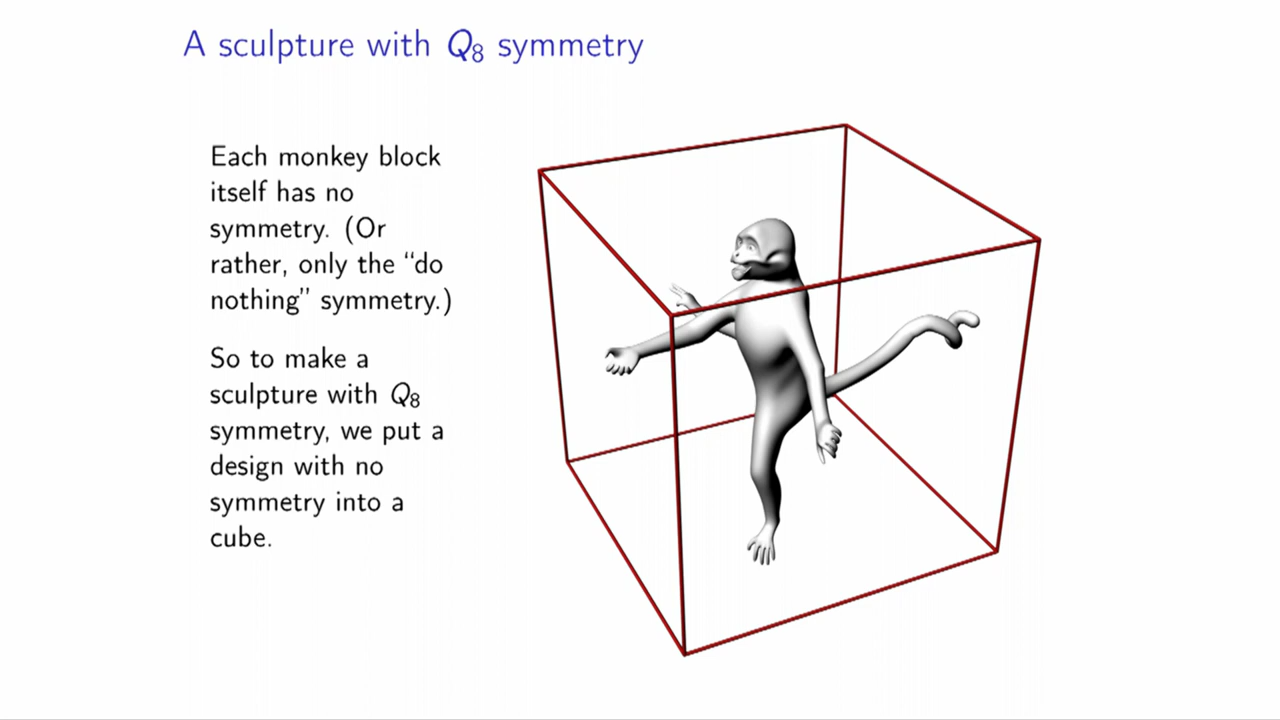 A sculpture with Q8 symmetry
Each monkey block
itself has no
symmetry. (Or
rather, only the “do
nothing” symmetry.)
So to make a
sculpture with Q8
symmetry, we put a
design with no
symmetry into a
cube.